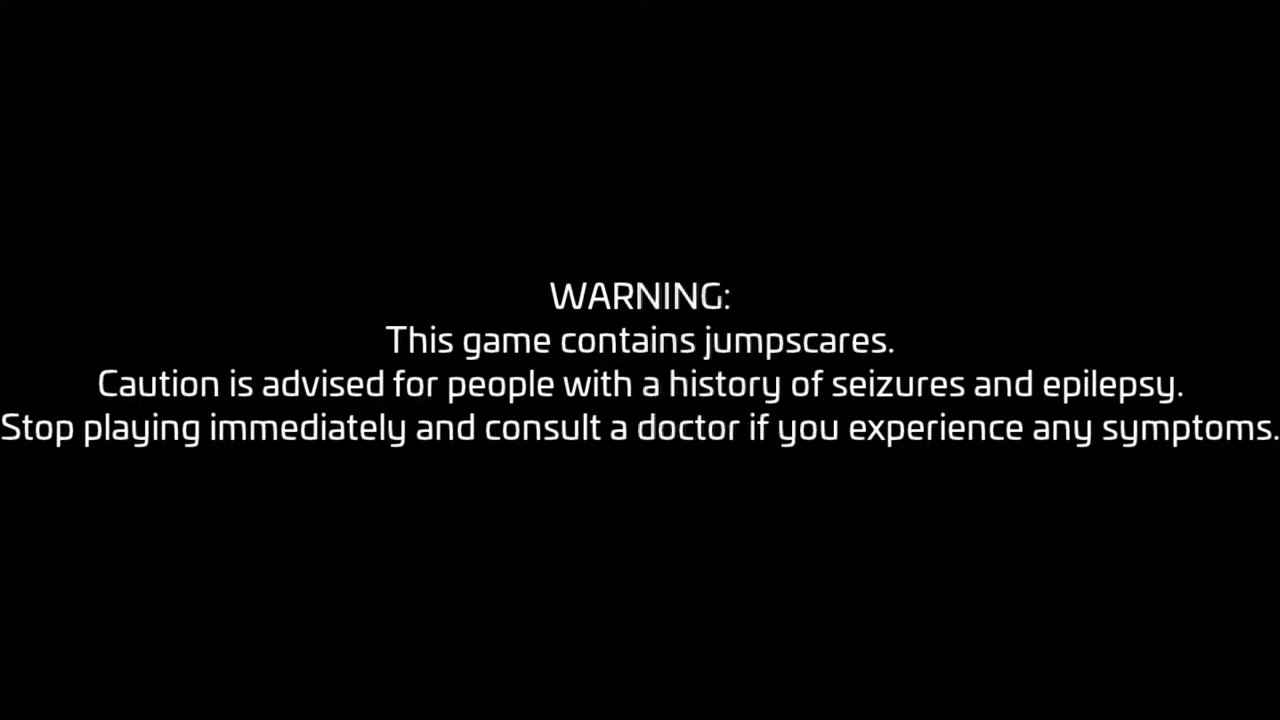 WARNING:
This game contains jumpscares.
Caution is advised for people with a history of seizures and epilepsy.
Stop playing immediately and consult a doctor if you experience any symptoms.